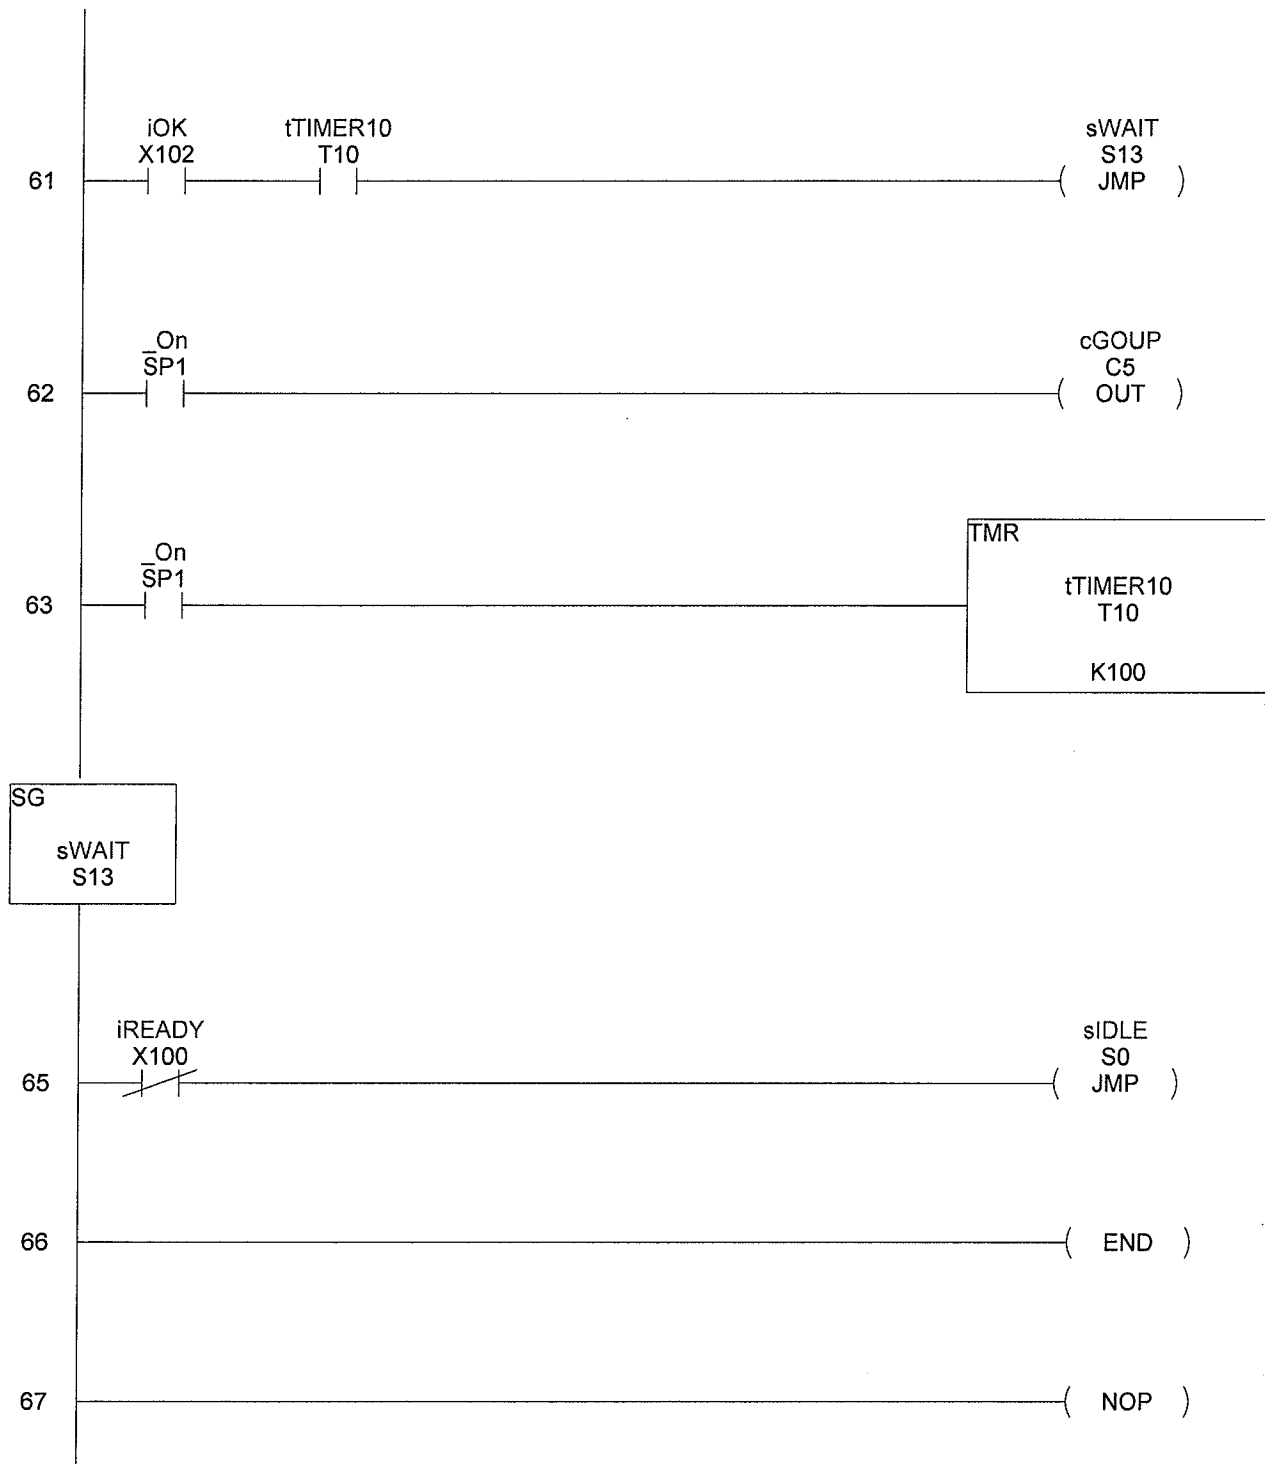 iOK tTIMER10 sWAIT
X102 T10 S13
61 ( JMP )
_On cGOUP
SP1 C5
62 ( OUT )
TMR
_On
SP1 tTIMER10
63 T10
K100
SG
sWAIT
S13
iREADY sIDLE
X100 S0
65 ( JMP )
66 ( END )
67 ( NOP )